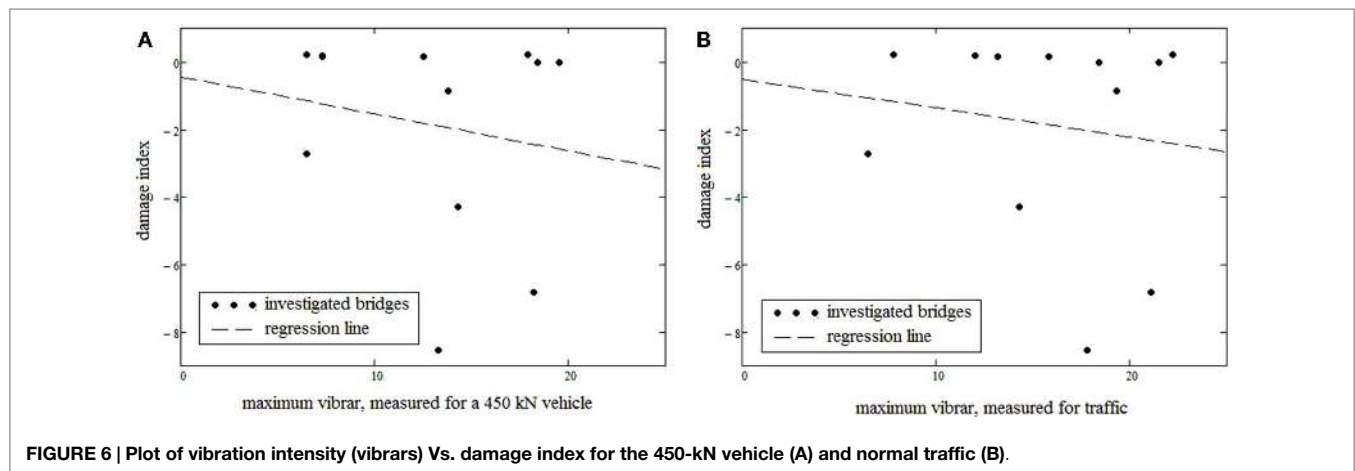 A
0
−2
−4
−6
−8
damage index
investigated bridges
regression line
0 10 20
maximum vibrar, measured for a 450 kN vehicle
B
0
−2
−4
−6
−8
damage index
investigated bridges
regression line
0 10 20
maximum vibrar, measured for traffic
FIGURE 6 | Plot of vibration intensity (vibrars) Vs. damage index for the 450-kN vehicle (A) and normal traffic (B).